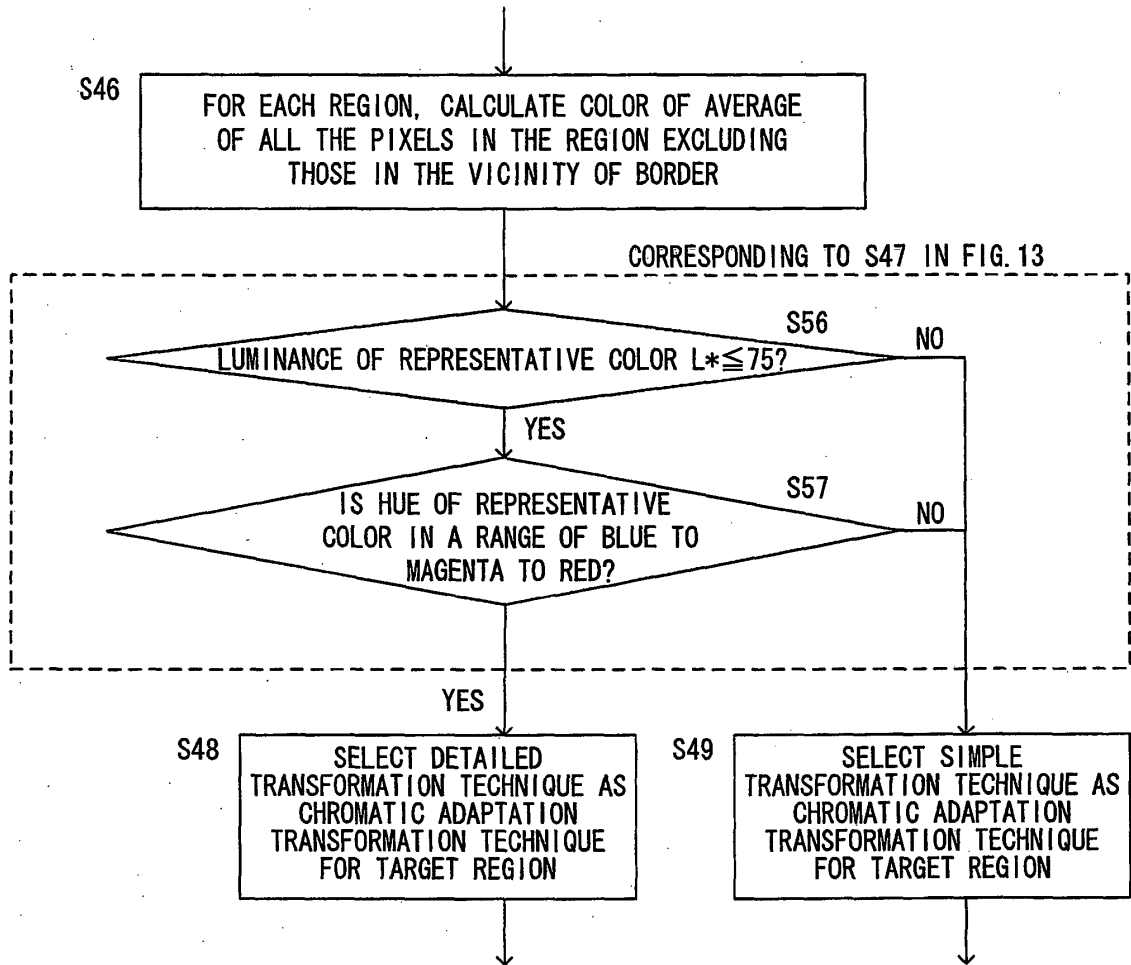 S46
FOR EACH REGION, CALCULATE COLOR OF AVERAGE
OF ALL THE PIXELS IN THE REGION EXCLUDING
THOSE IN THE VICINITY OF BORDER
CORRESPONDING TO S47 IN FIG.13
S56
NO
LUMINANCE OF REPRESENTATIVE COLOR L*≦75?
YES
S57
NO
IS HUE OF REPRESENTATIVE
COLOR IN A RANGE OF BLUE TO
MAGENTA TO RED?
YES
S48
SELECT DETAILED
TRANSFORMATION TECHNIQUE AS
CHROMATIC ADAPTATION
TRANSFORMATION TECHNIQUE
FOR TARGET REGION
S49
SELECT SIMPLE
TRANSFORMATION TECHNIQUE AS
CHROMATIC ADAPTATION
TRANSFORMATION TECHNIQUE
FOR TARGET REGION